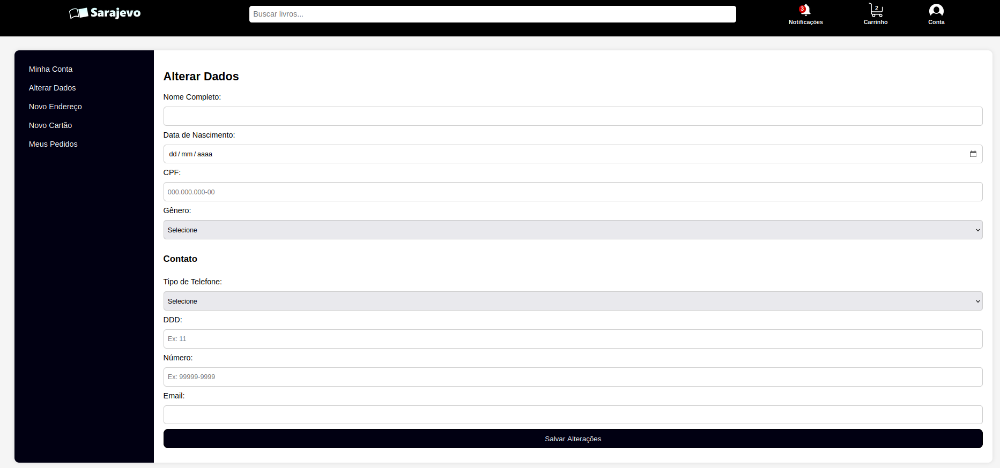 Sarajevo
Buscar livros...
3
Notificações
2
Carrinho
Conta
Minha Conta
Alterar Dados
Novo Endereço
Novo Cartão
Meus Pedidos
Alterar Dados
Nome Completo:
Data de Nascimento:
dd / mm / aaaa
CPF:
000.000.000-00
Gênero:
Selecione
Contato
Tipo de Telefone:
Selecione
DDD:
Ex: 11
Número:
Ex: 99999-9999
Email:
Salvar Alterações